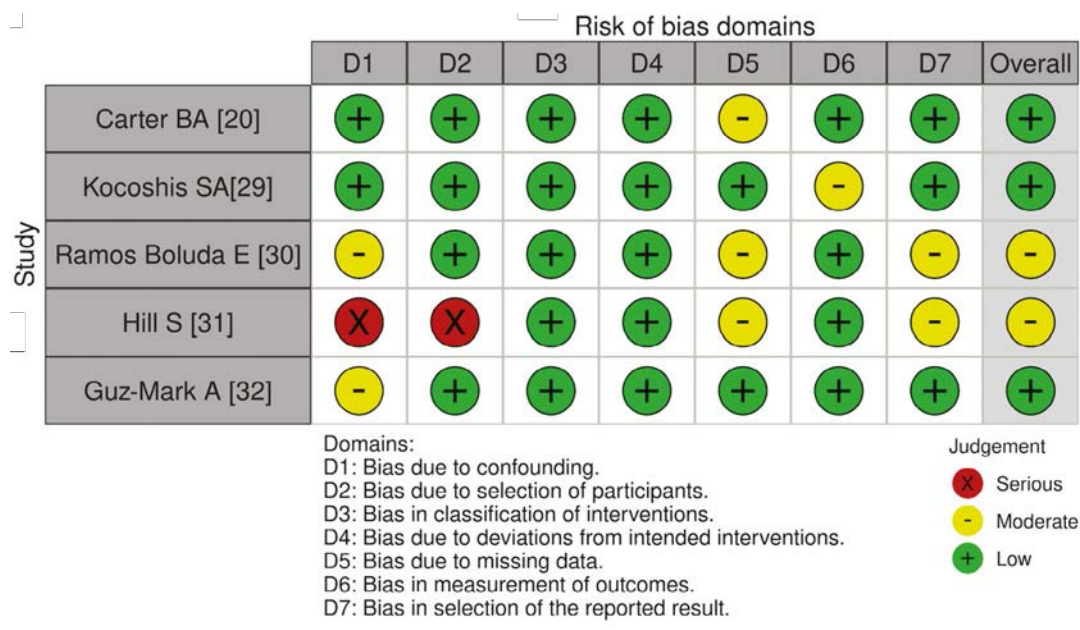 Risk of bias domains
D1 D2 D3 D4 D5 D6 D7 Overall
Study
Carter BA [20] + + + + - + + +
Kocoshis SA[29] + + + + + - + +
Ramos Boluda E [30] - + + + - + - -
Hill S [31] X X + + - + - -
Guz-Mark A [32] - + + + + + + +
Domains:
D1: Bias due to confounding.
D2: Bias due to selection of participants.
D3: Bias in classification of interventions.
D4: Bias due to deviations from intended interventions.
D5: Bias due to missing data.
D6: Bias in measurement of outcomes.
D7: Bias in selection of the reported result.
Judgement
X Serious
- Moderate
+ Low